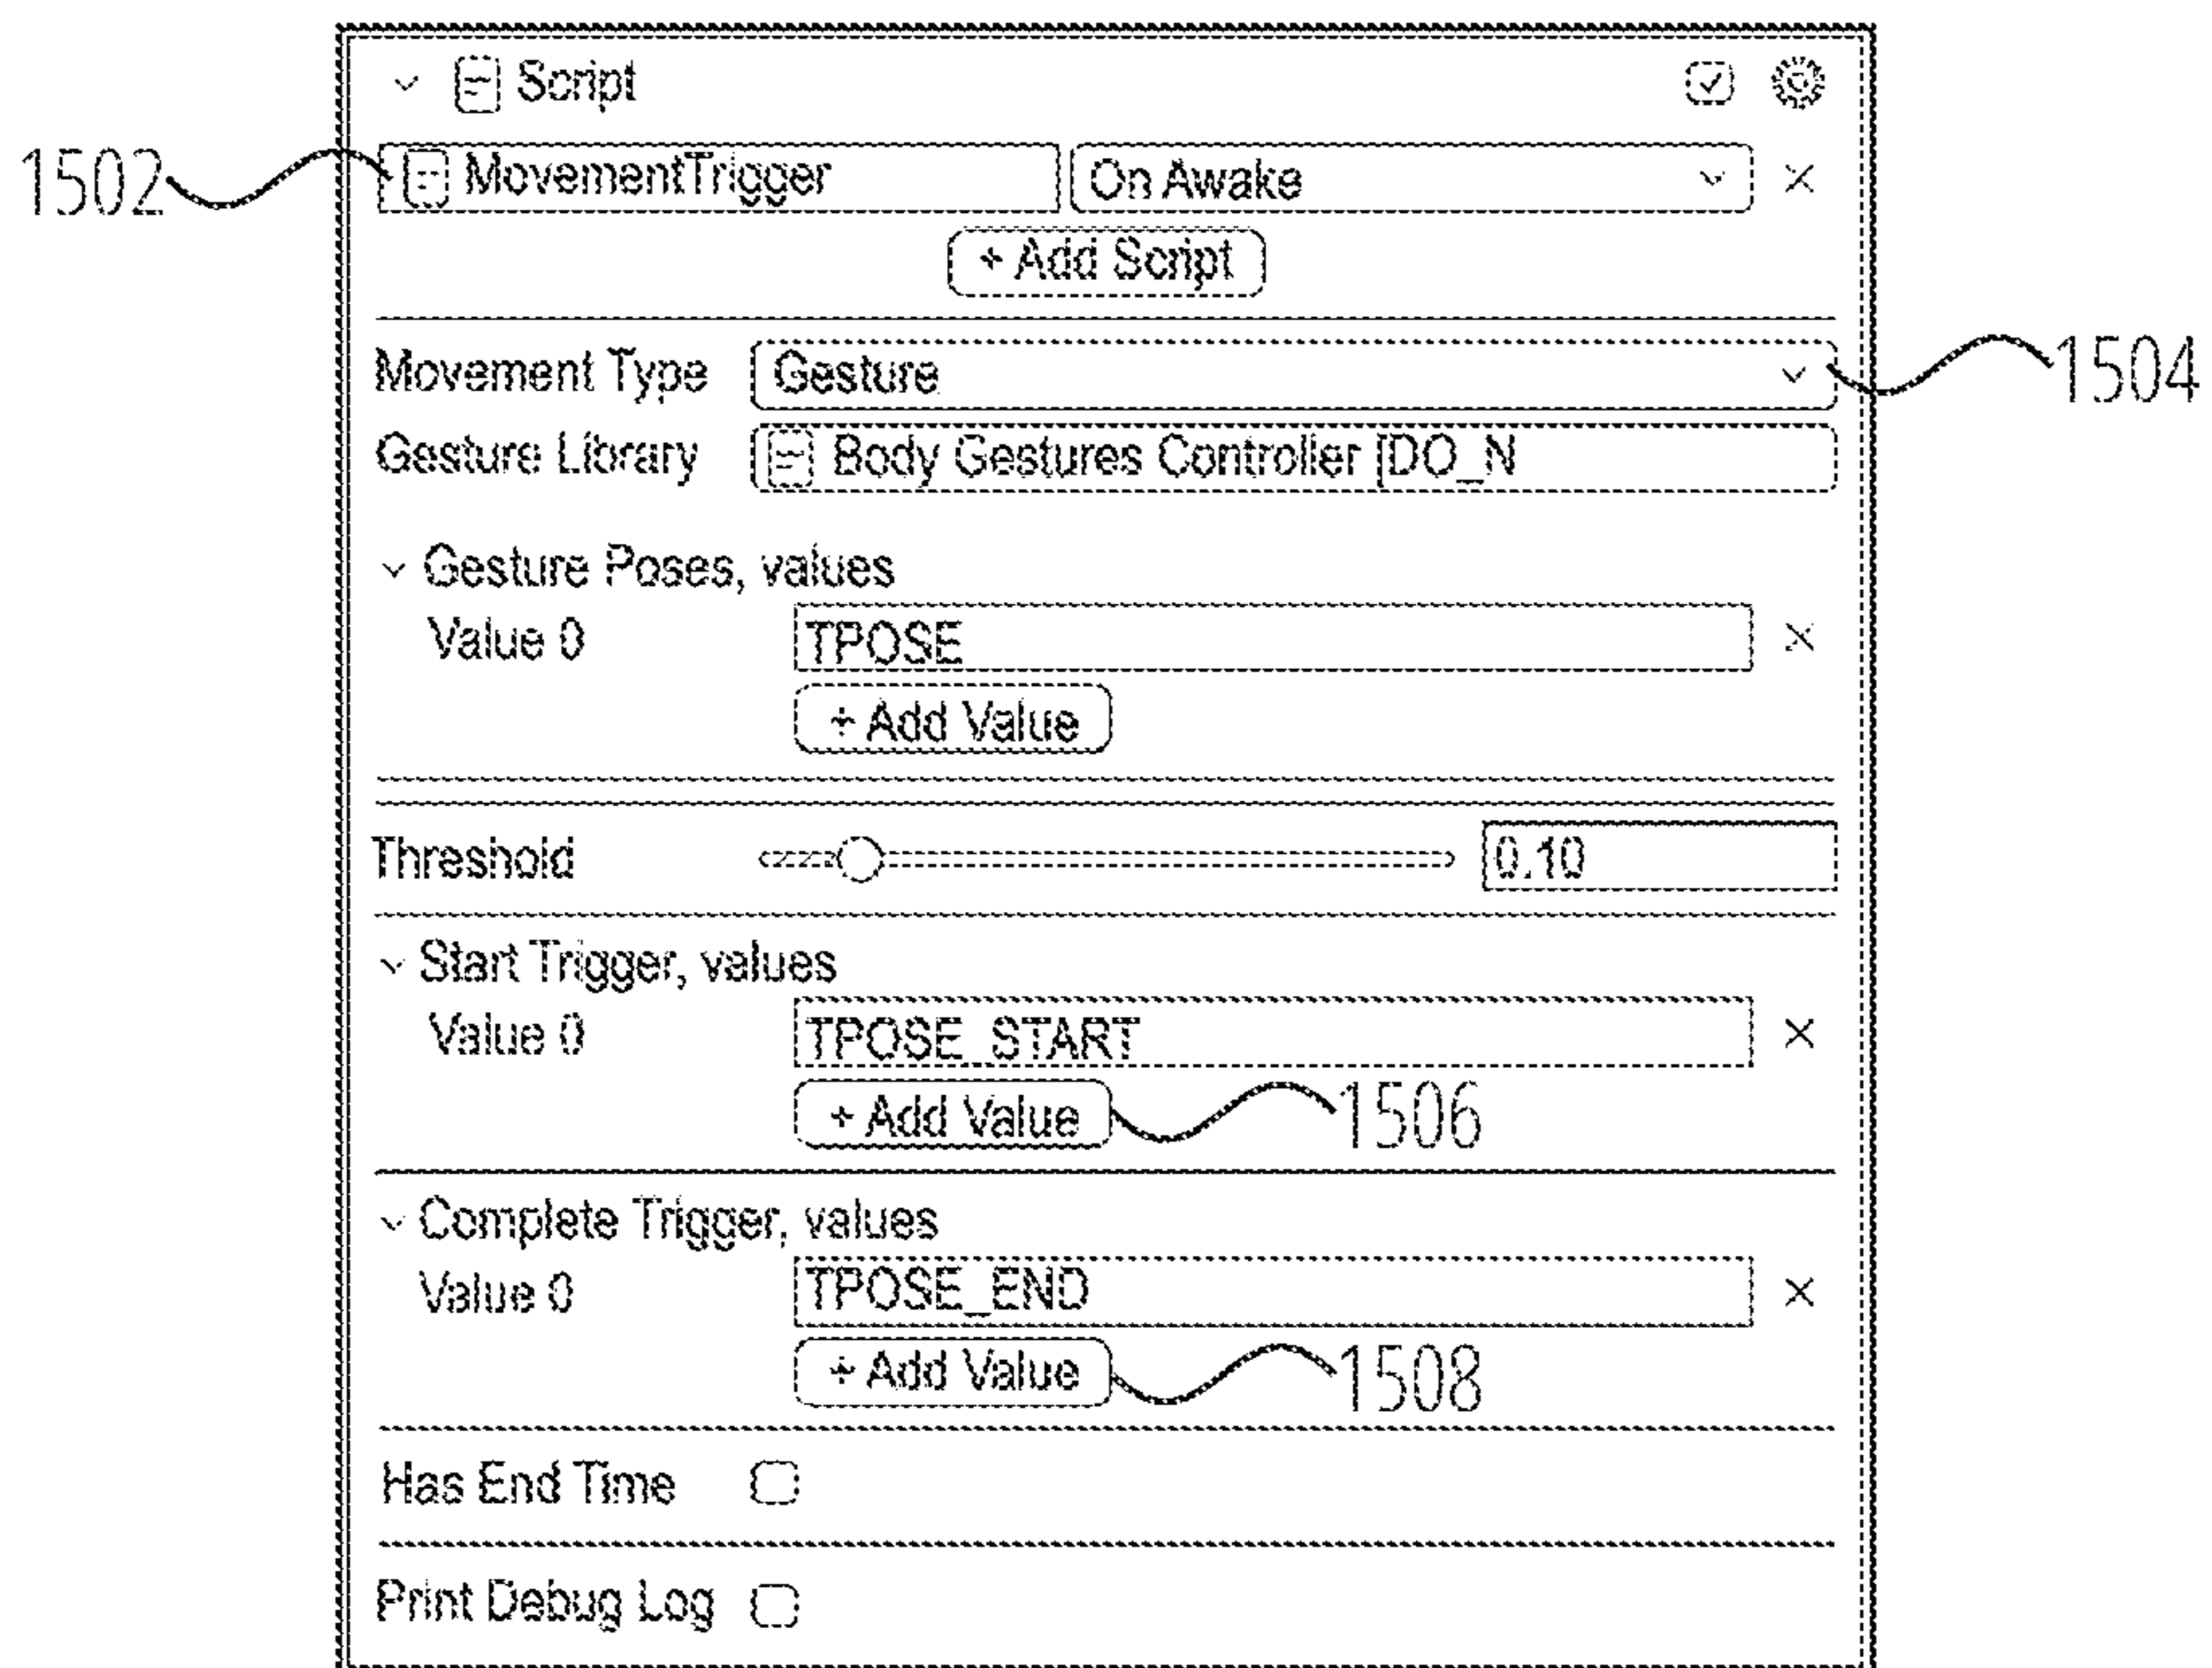 Script
1502 MovementTrigger On Awake
+ Add Script
Movement Type Gesture 1504
Gesture Library Body Gestures Controller [DO_N
Gesture Poses, values
Value 0 TPOSE
+ Add Value
Threshold 0.10
Start Trigger, values
Value 0 TPOSE_START
+ Add Value 1506
Complete Trigger, values
Value 0 TPOSE_END
+ Add Value 1508
Has End Time
Print Debug Log